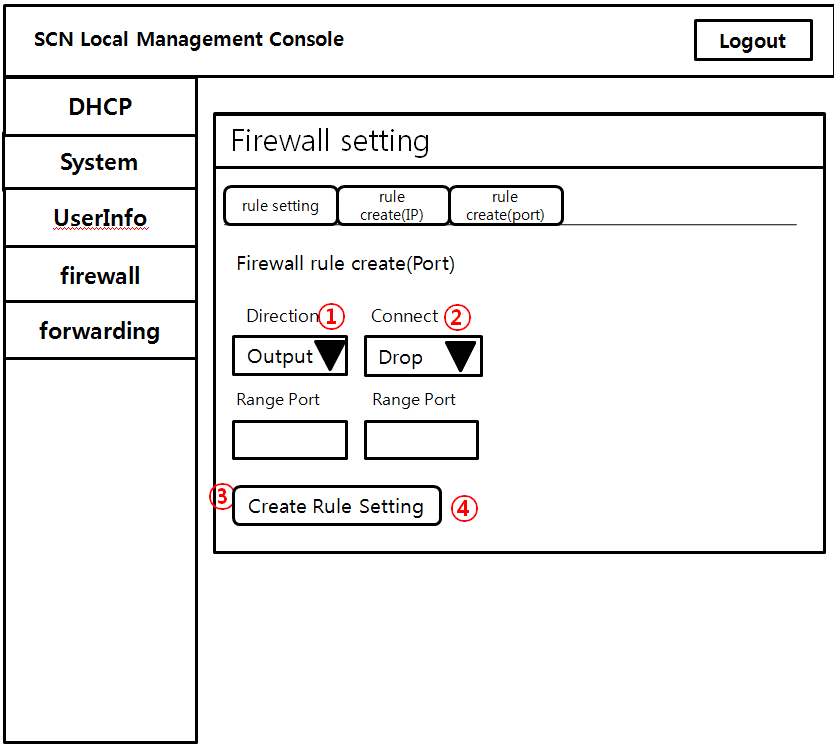 SCN Local Management Console
Logout
DHCP
System
UserInfo
firewall
forwarding
Firewall setting
rule setting
rule
create(IP)
rule
create(port)
Firewall rule create(Port)
Direction ①
Connect ②
Output
Drop
Range Port
Range Port
③ Create Rule Setting ④